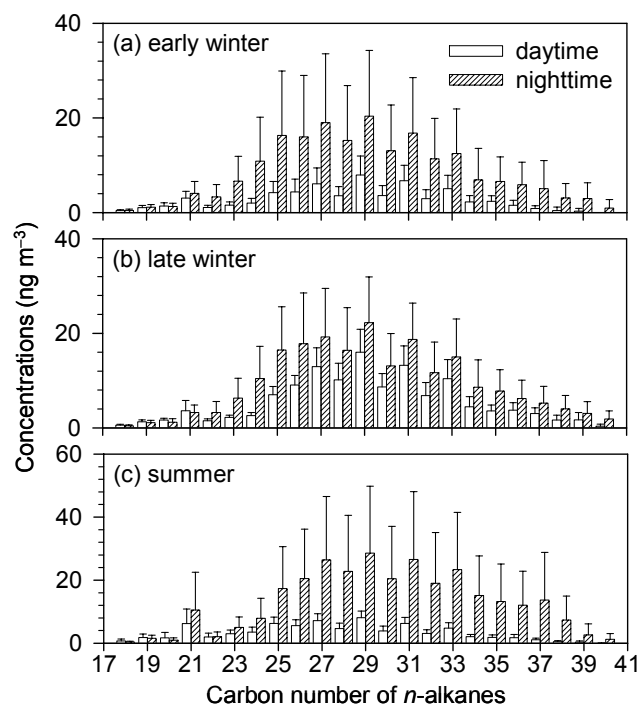 40
(a) early winter
daytime
nighttime
20
0
40
(b) late winter
20
0
60
(c) summer
40
20
0
17 19 21 23 25 27 29 31 33 35 37 39 41
Carbon number of n-alkanes
Concentrations (ng m⁻³)